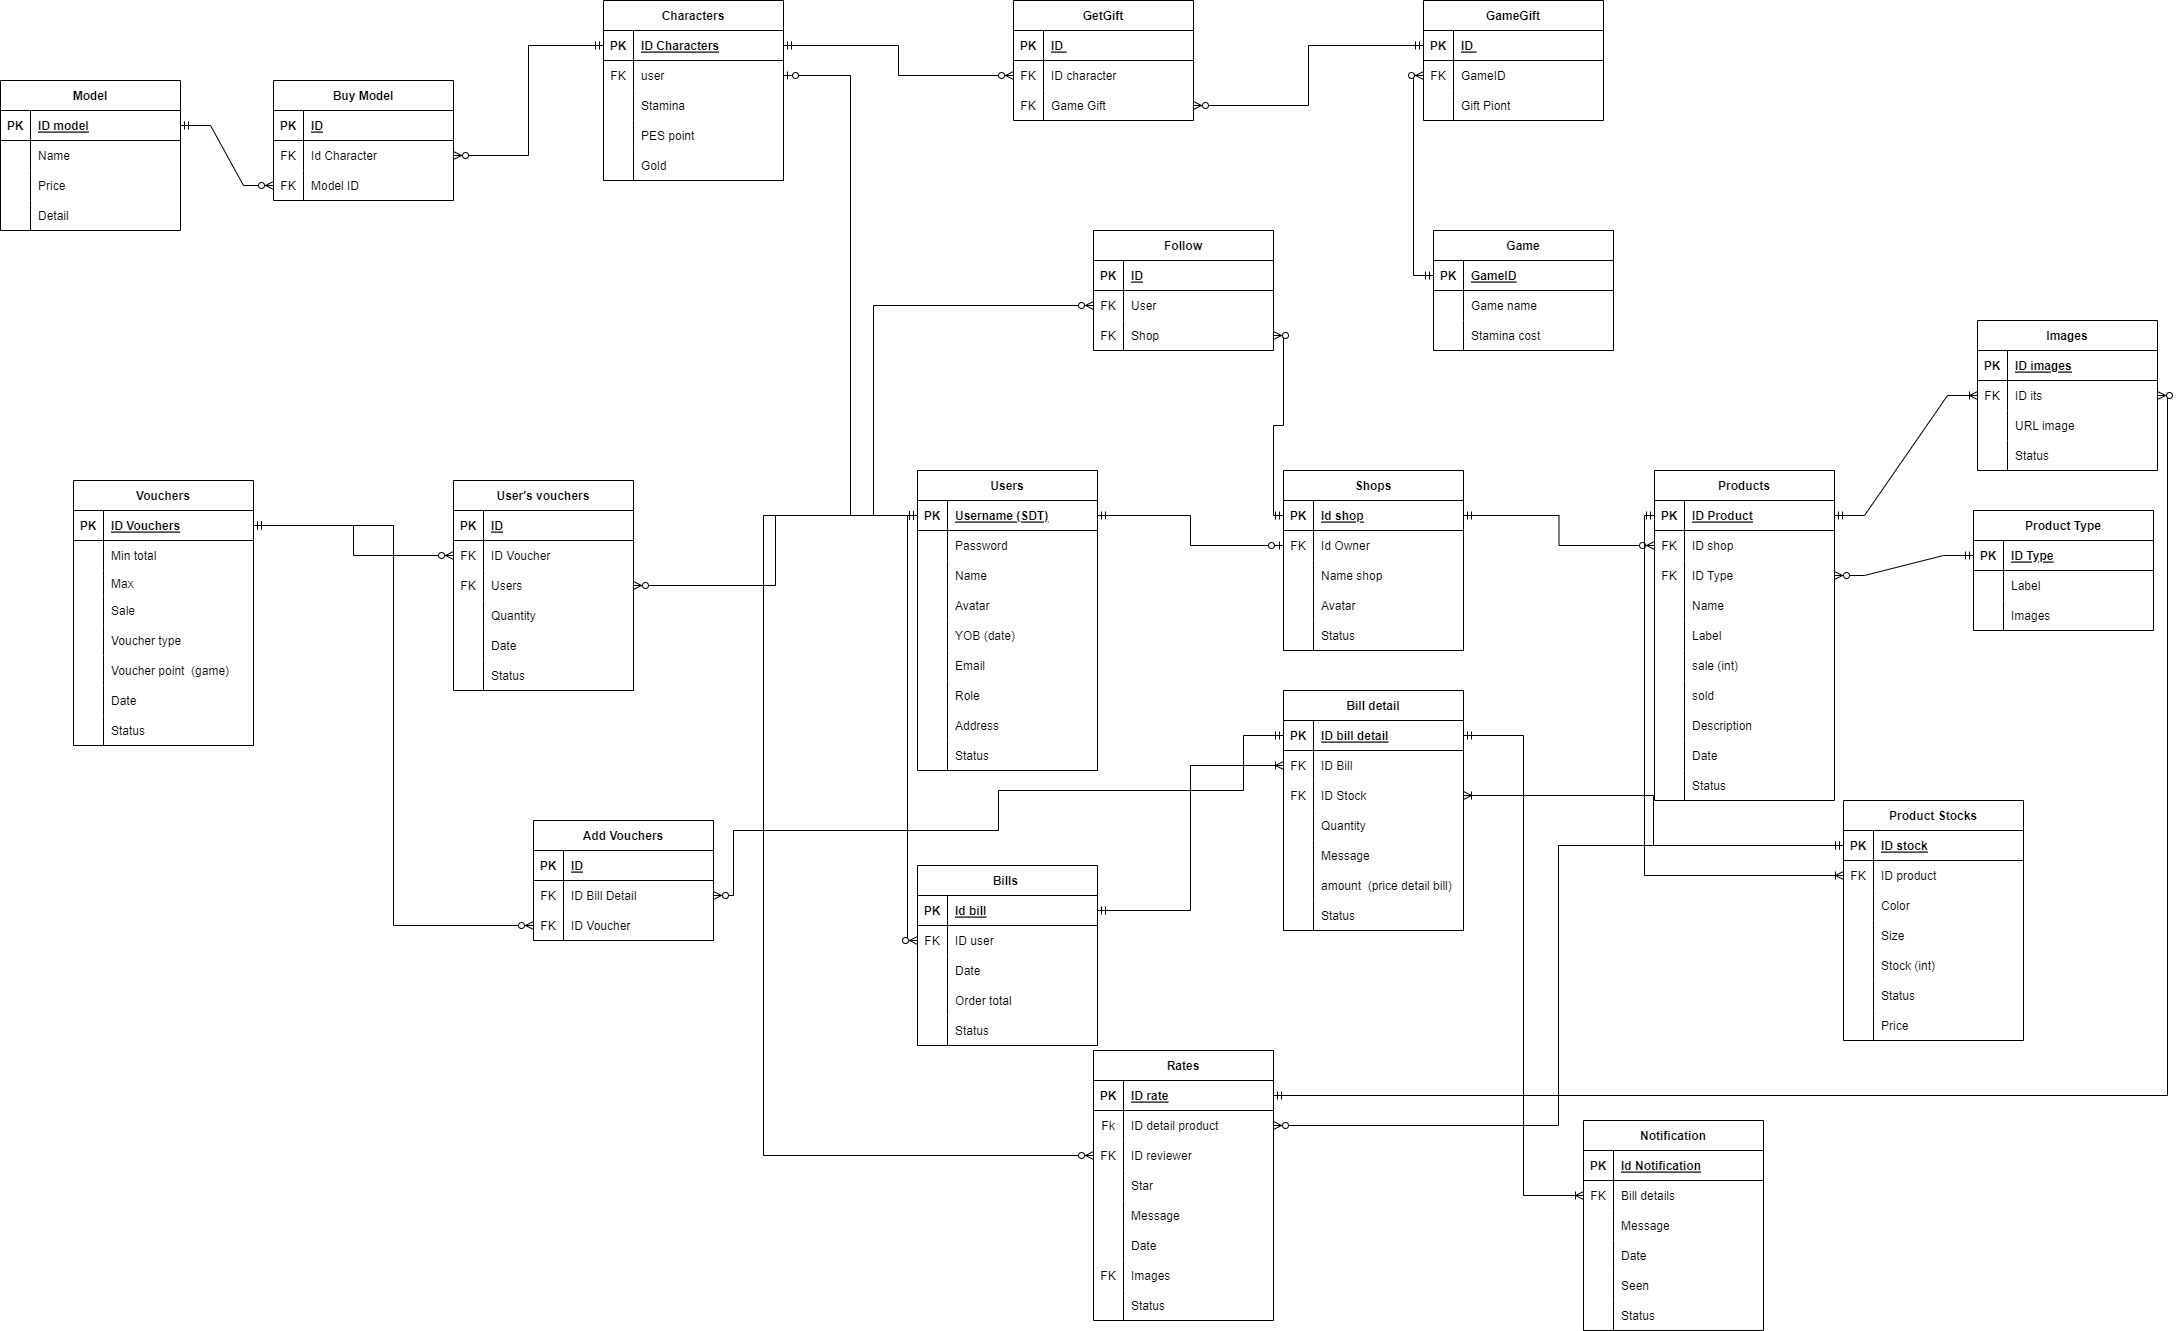 Characters
PK ID Characters
FK user
Stamina
PES point
Gold
GetGift
PK ID
FK ID character
FK Game Gift
GameGift
PK ID
FK GameID
Gift Piont
Model
PK ID model
Name
Price
Detail
Buy Model
PK ID
FK Id Character
FK Model ID
Follow
PK ID
FK User
FK Shop
Game
PK GameID
Game name
Stamina cost
Images
PK ID images
FK ID its
URL image
Status
Vouchers
PK ID Vouchers
Min total
Max
Sale
Voucher type
Voucher point (game)
Date
Status
User's vouchers
PK ID
FK ID Voucher
FK Users
Quantity
Date
Status
Users
PK Username (SDT)
Password
Name
Avatar
YOB (date)
Email
Role
Address
Status
Shops
PK Id shop
FK Id Owner
Name shop
Avatar
Status
Products
PK ID Product
FK ID shop
FK ID Type
Name
Label
sale (int)
sold
Description
Date
Status
Product Type
PK ID Type
Label
Images
Bill detail
PK ID bill detail
FK ID Bill
FK ID Stock
Quantity
Message
amount (price detail bill)
Status
Product Stocks
PK ID stock
FK ID product
Color
Size
Stock (int)
Status
Price
Add Vouchers
PK ID
FK ID Bill Detail
FK ID Voucher
Bills
PK Id bill
FK ID user
Date
Order total
Status
Rates
PK ID rate
Fk ID detail product
FK ID reviewer
Star
Message
Date
FK Images
Status
Notification
PK Id Notification
FK Bill details
Message
Date
Seen
Status